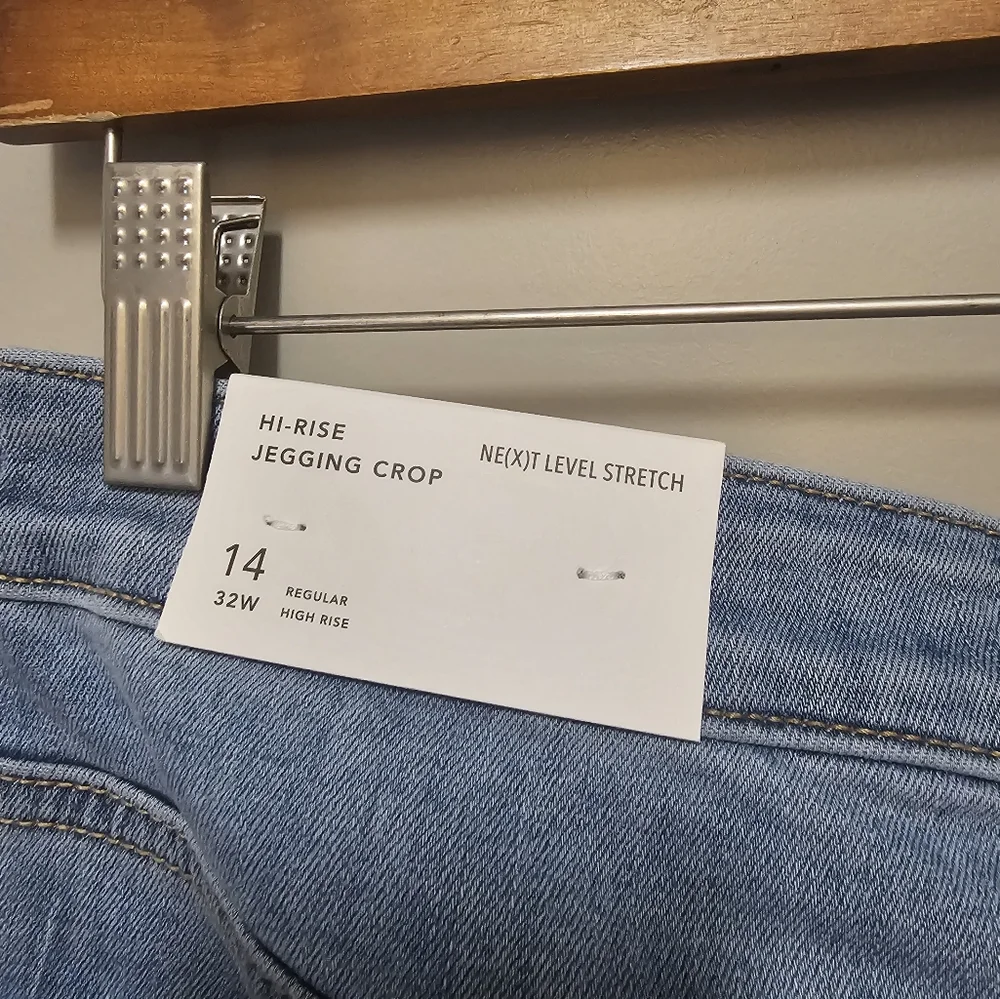 HI-RISE
JEGGING CROP
NE(X)T LEVEL STRETCH
14
32W
REGULAR
HIGH RISE